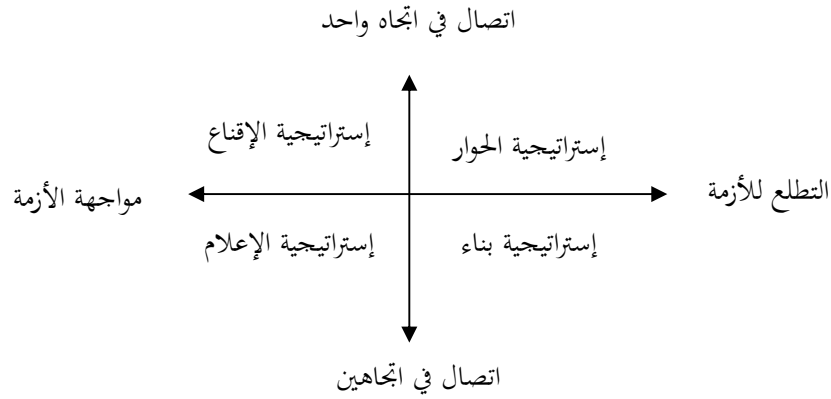 اتصال في اتجاه واحد
إستراتيجية الحوار
إستراتيجية الإقناع
التطلع للأزمة
مواجهة الأزمة
إستراتيجية بناء
إستراتيجية الإعلام
اتصال في اتجاهين